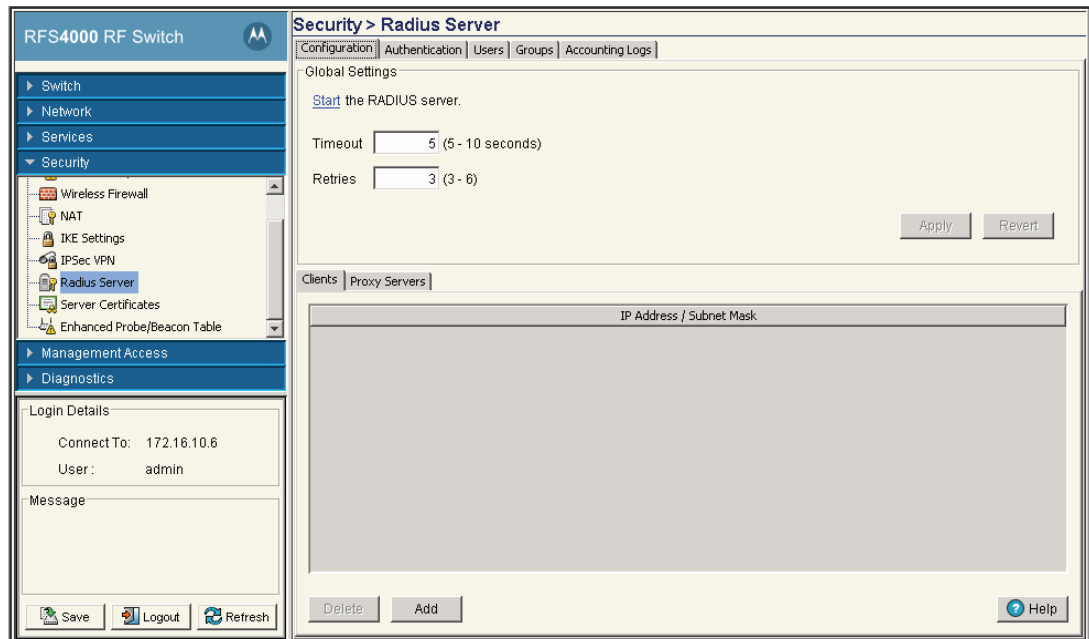 RFS4000 RF Switch
Switch
Network
Services
Security
Wireless Firewall
NAT
IKE Settings
IPSec VPN
Radius Server
Server Certificates
Enhanced Probe/Beacon Table
Management Access
Diagnostics
Login Details
Connect To: 172.16.10.6
User : admin
Message
Save Logout Refresh
Security > Radius Server
Configuration Authentication Users Groups Accounting Logs
Global Settings
Start the RADIUS server.
Timeout 5 (5 - 10 seconds)
Retries 3 (3 - 6)
Apply Revert
Clients Proxy Servers
IP Address / Subnet Mask
Delete Add Help